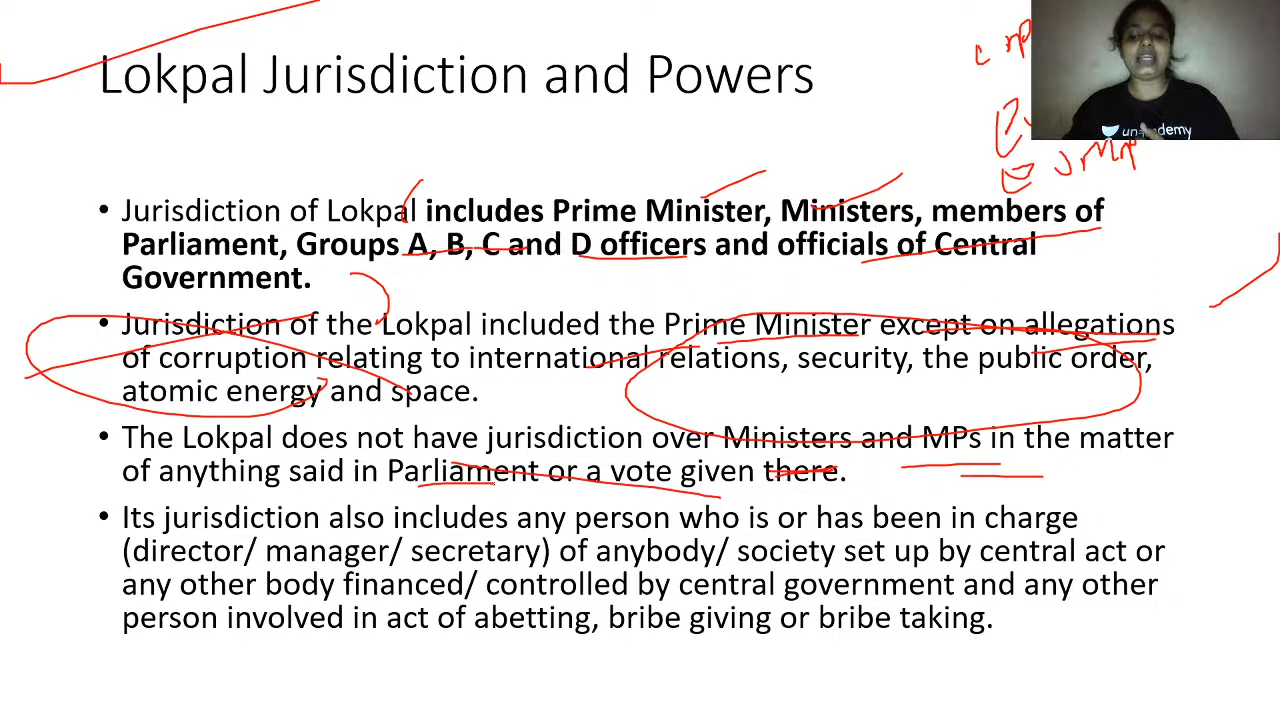 Lokpal Jurisdiction and Powers
unacademy
• Jurisdiction of Lokpal includes Prime Minister, Ministers, members of
Parliament, Groups A, B, C and D officers and officials of Central
Government.
• Jurisdiction of the Lokpal included the Prime Minister except on allegations
of corruption relating to international relations, security, the public order,
atomic energy and space.
• The Lokpal does not have jurisdiction over Ministers and MPs in the matter
of anything said in Parliament or a vote given there.
• Its jurisdiction also includes any person who is or has been in charge
(director/ manager/ secretary) of anybody/ society set up by central act or
any other body financed/ controlled by central government and any other
person involved in act of abetting, bribe giving or bribe taking.